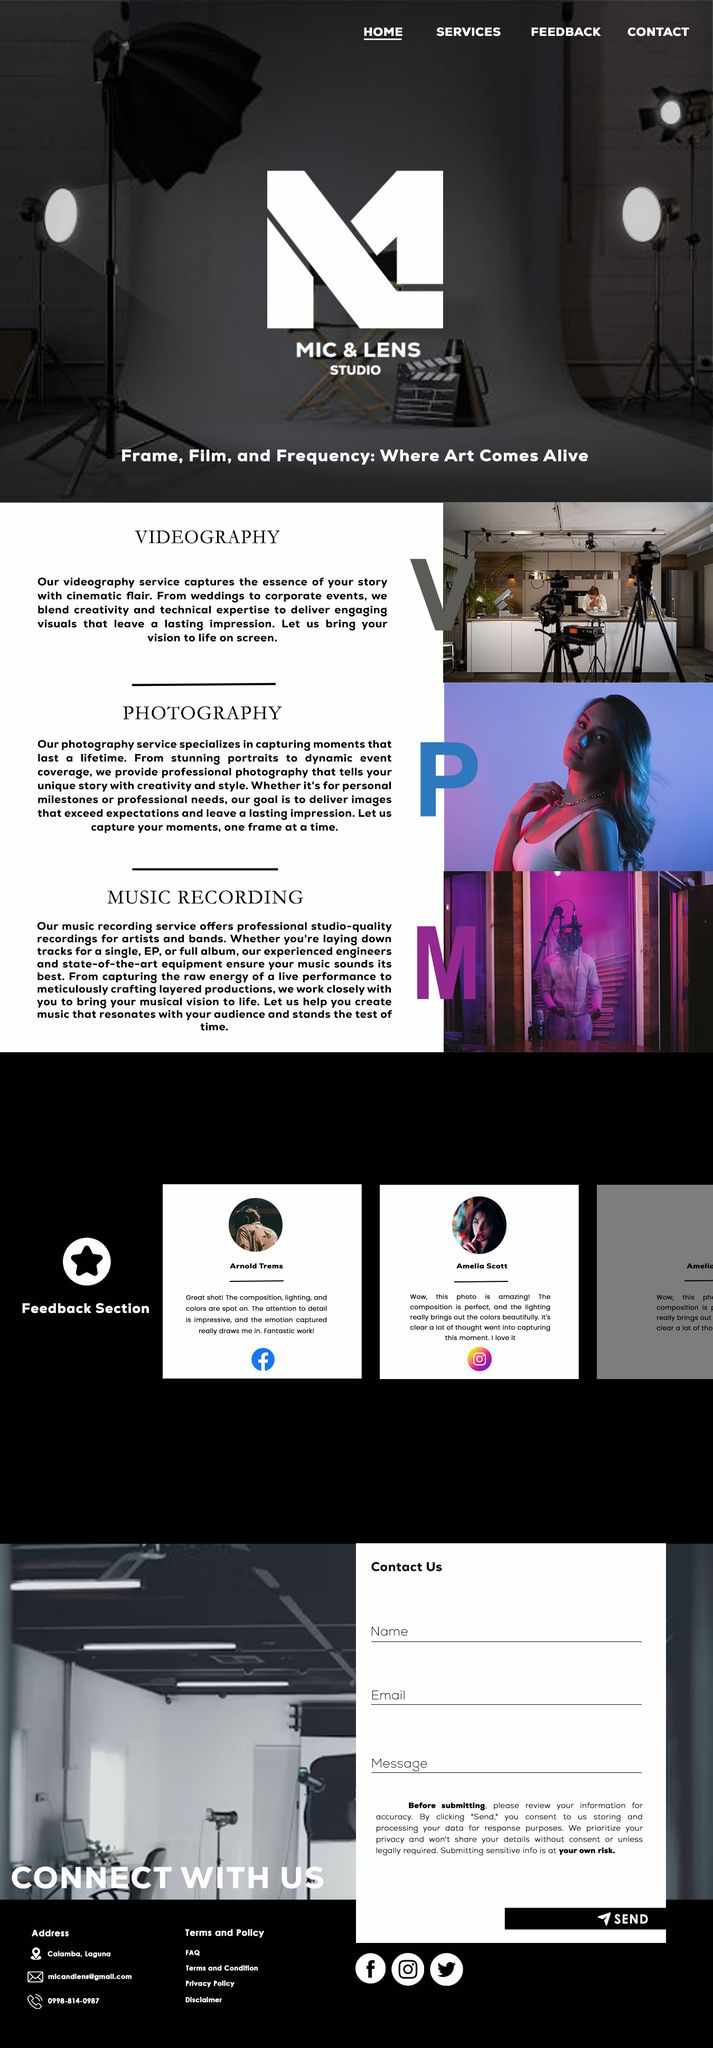 HOME SERVICES FEEDBACK CONTACT
MIC & LENS
STUDIO
Frame, Film, and Frequency: Where Art Comes Alive
VIDEOGRAPHY
Our videography service captures the essence of your story
with cinematic flair. From weddings to corporate events, we
blend creativity and technical expertise to deliver engaging
visuals that leave a lasting impression. Let us bring your
vision to life on screen.
V
PHOTOGRAPHY
Our photography service specializes in capturing moments that
last a lifetime. From stunning portraits to dynamic event
coverage, we provide professional photography that tells your
unique story with creativity and style. Whether it's for personal
milestones or professional needs, our goal is to deliver images
that exceed expectations and leave a lasting impression. Let us
capture your moments, one frame at a time.
P
MUSIC RECORDING
Our music recording service offers professional studio-quality
recordings for artists and bands. Whether you're laying down
tracks for a single, EP, or full album, our experienced engineers
and state-of-the-art equipment ensure your music sounds its
best. From capturing the raw energy of a live performance to
meticulously crafting layered productions, we work closely with
you to bring your musical vision to life. Let us help you create
music that resonates with your audience and stands the test of
time.
M
Feedback Section
Arnold Trems
Great shot! The composition, lighting, and
colors are spot on. The attention to detail
is impressive, and the emotion captured
really draws me in. Fantastic work!
Amelia Scott
Wow, this photo is amazing! The
composition is perfect, and the lighting
really brings out the colors beautifully. It's
clear a lot of thought went into capturing
this moment. I love it
Amelia
Wow, this pho
composition is p
really brings out
clear a lot of tho
Contact Us
Name
Email
Message
Before submitting, please review your information for
accuracy. By clicking "Send," you consent to us storing and
processing your data for response purposes. We prioritize your
privacy and won't share your details without consent or unless
legally required. Submitting sensitive info is at your own risk.
SEND
CONNECT WITH US
Address
Calamba, Laguna
micandlens@gmail.com
0998-814-0987
Terms and Policy
FAQ
Terms and Condition
Privacy Policy
Disclaimer